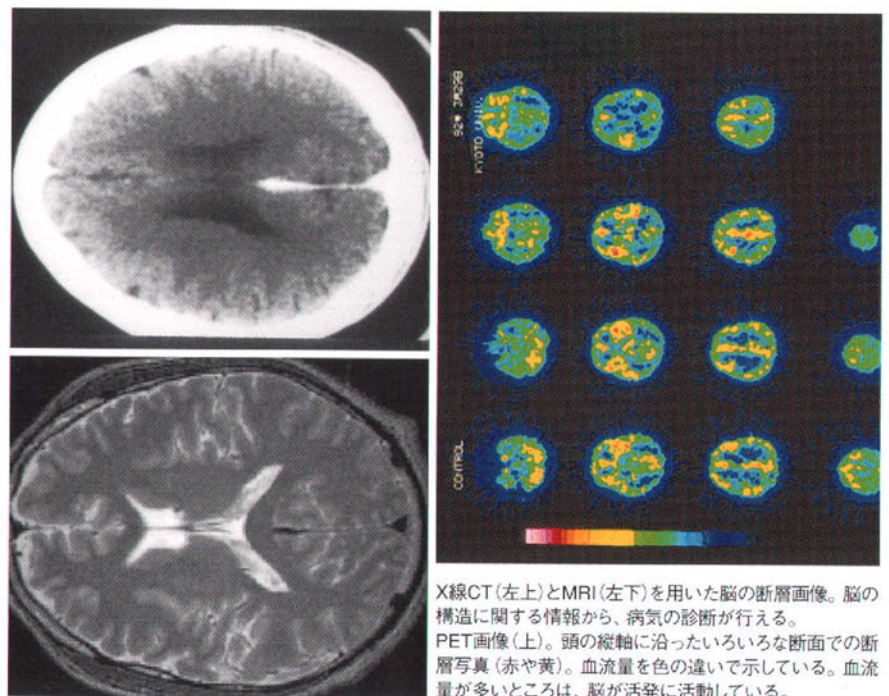 92# JM29B
KYOTO UNIV.
CONTROL
X線CT(左上)とMRI(左下)を用いた脳の断層画像。脳の
構造に関する情報から、病気の診断が行える。
PET画像(上)。頭の縦軸に沿ったいろいろな断面での断
層写真(赤や黄)。血流量を色の違いで示している。血流
量が多いところは、脳が活発に活動している。